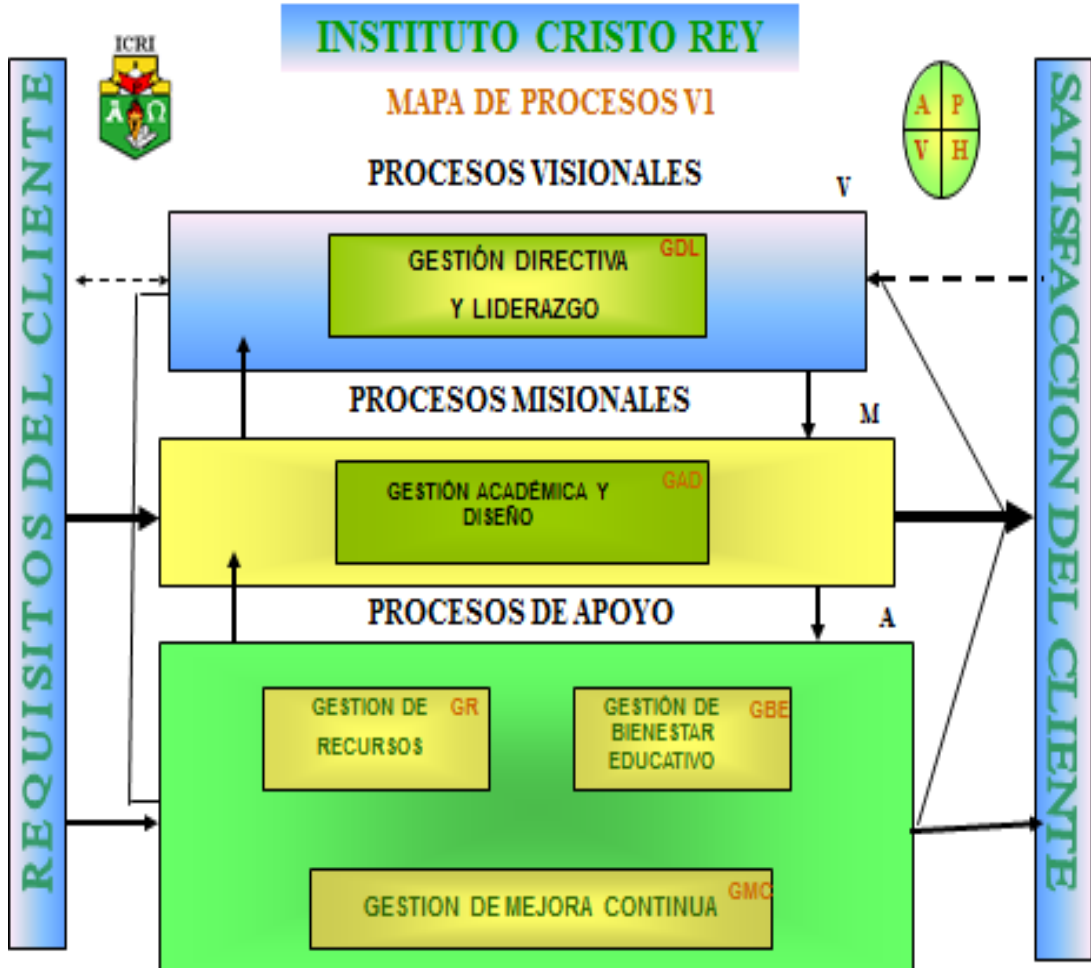 INSTITUTO CRISTO REY
ICRI
Α Ω
MAPA DE PROCESOS V1
A P
V H
REQUISITOS DEL CLIENTE
SATISFACCION DEL CLIENTE
PROCESOS VISIONALES
V
GESTIÓN DIRECTIVA
Y LIDERAZGO
GDL
PROCESOS MISIONALES
M
GESTIÓN ACADÉMICA Y
DISEÑO
GAD
PROCESOS DE APOYO
A
GESTION DE
RECURSOS
GR
GESTIÓN DE
BIENESTAR
EDUCATIVO
GBE
GESTION DE MEJORA CONTINUA
GMC